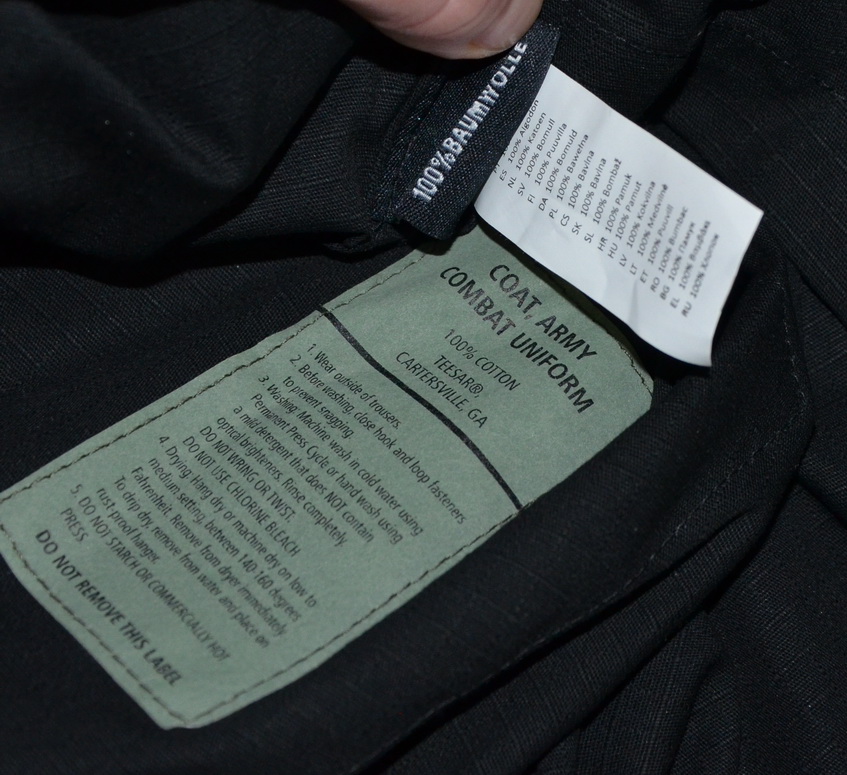 100%BAUMWOLLE
ES 100% Algodón
NL 100% Katoen
SV 100% Bomull
FI 100% Puuvilla
DA 100% Bomuld
PL 100% Bawełna
CS 100% Bavlna
SK 100% Bavlna
SL 100% Bombaž
HR 100% Pamuk
HU 100% Pamut
LV 100% Kokvilna
LT 100% Medvilnė
ET 100% Puuvill
RO 100% Bumbac
BG 100% Памук
EL 100%
RU 100% Хлопок
COAT, ARMY
COMBAT UNIFORM
100% COTTON
TEESAR®,
CARTERSVILLE, GA
1. Wear outside of trousers.
2. Before washing, close hook and loop fasteners
to prevent snagging.
3. Washing: Machine wash in cold water using
Permanent Press Cycle or hand wash using
a mild detergent that does NOT contain
optical brighteners. Rinse completely.
DO NOT WRING OR TWIST.
DO NOT USE CHLORINE BLEACH
4. Drying: Hang dry or machine dry on low to
medium setting, between 140-160 degrees
Fahrenheit. Remove from dryer immediately
To drip dry, remove from water and place on
rust-proof hanger.
5. DO NOT STARCH OR COMMERCIALLY HOT
PRESS
DO NOT REMOVE THIS LABEL